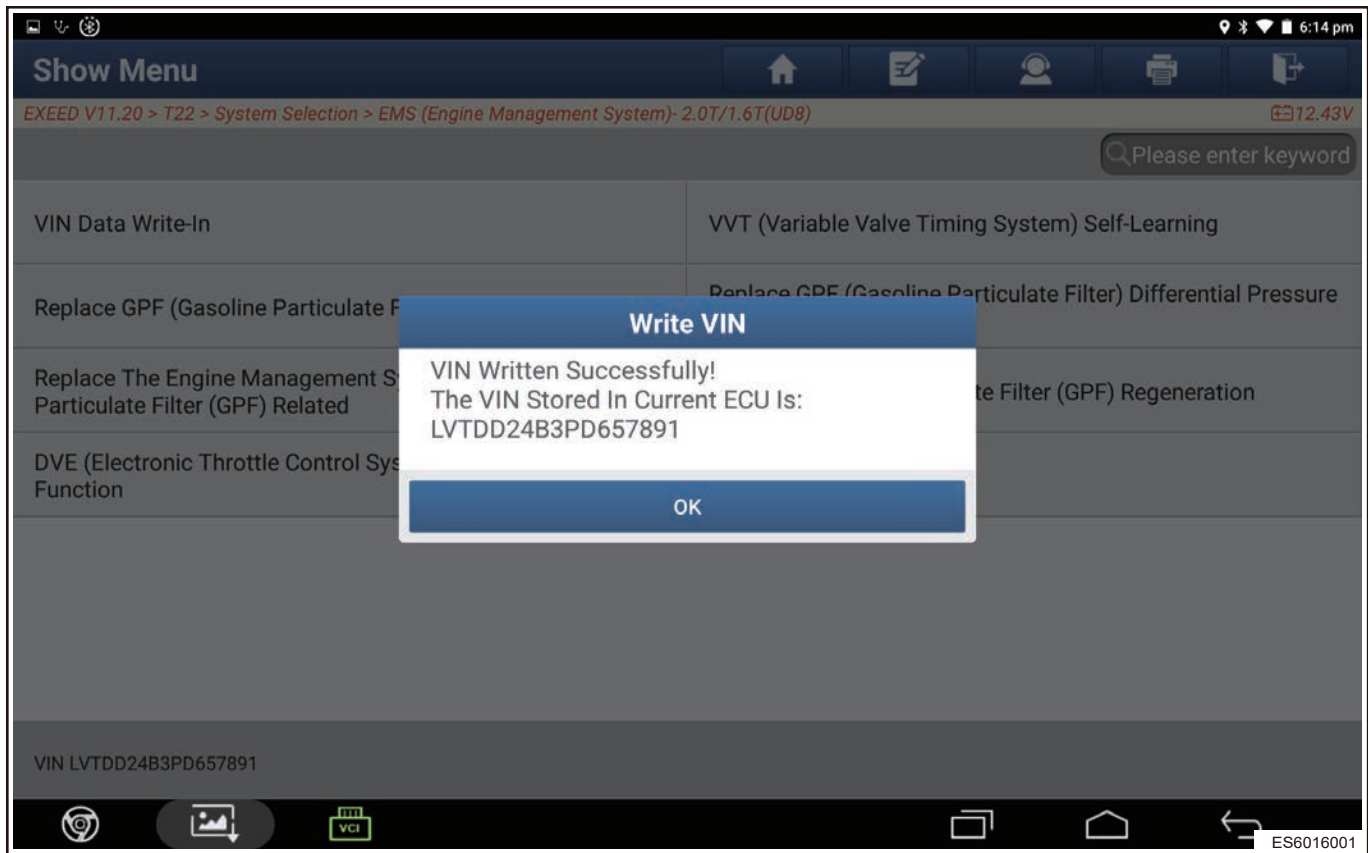 6:14 pm
Show Menu
EXEED V11.20 > T22 > System Selection > EMS (Engine Management System)- 2.0T/1.6T(UD8)
12.43V
Please enter keyword
VIN Data Write-In
VVT (Variable Valve Timing System) Self-Learning
Replace GPF (Gasoline Particulate F
Replace GPF (Gasoline Particulate Filter) Differential Pressure
Replace The Engine Management S
Particulate Filter (GPF) Related
te Filter (GPF) Regeneration
DVE (Electronic Throttle Control Sys
Function
Write VIN
VIN Written Successfully!
The VIN Stored In Current ECU Is:
LVTDD24B3PD657891
OK
VIN LVTDD24B3PD657891
VCI
ES6016001